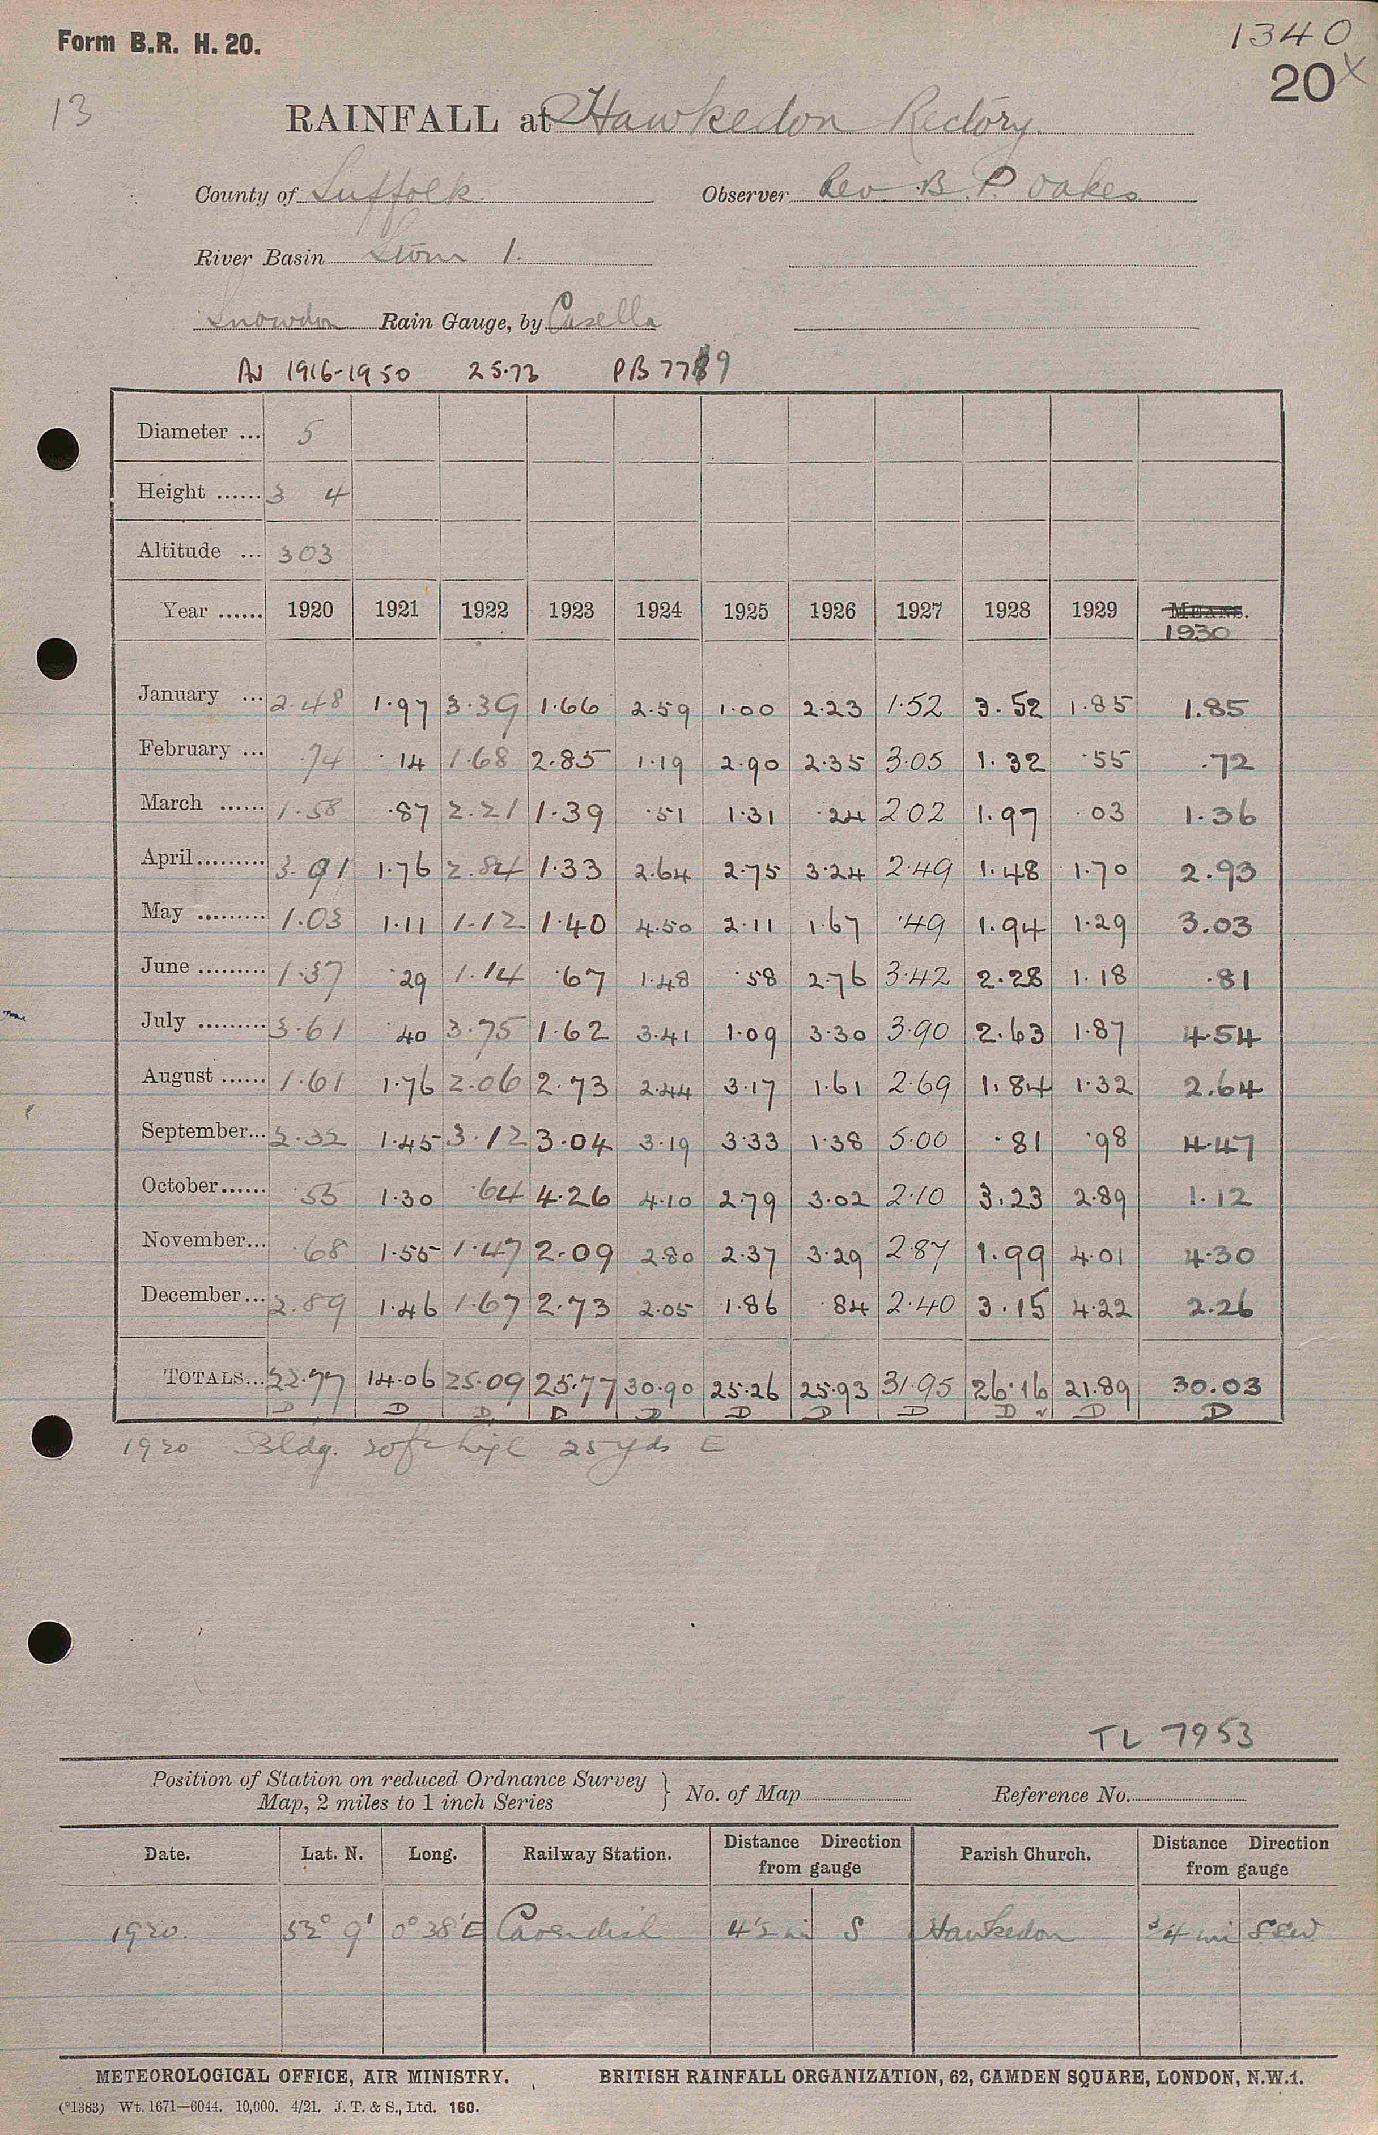 Form B.R. H. 20.
1340
20 X
13
RAINFALL at Hawkedon Rectory.
County of Suffolk Observer Rev. B. P. Oakes
River Basin Stour 1.
Snowdon Rain Gauge, by Casella
Av 1916-1950 25.73 PB 7789
Diameter ... 5
Height ...... 3 4
Altitude ... 303
Year ...... 1920 1921 1922 1923 1924 1925 1926 1927 1928 1929 MEANS. 1930
January ... 2.48 1.97 3.39 1.66 2.59 1.00 2.23 1.52 3.52 1.85 1.85
February ... .74 .14 1.68 2.85 1.19 2.90 2.35 3.05 1.32 .55 .72
March ...... 1.58 .87 2.21 1.39 .51 1.31 .24 2.02 1.97 .03 1.36
April ......... 3.91 1.76 2.84 1.33 2.64 2.75 3.24 2.49 1.48 1.70 2.93
May ......... 1.03 1.11 1.12 1.40 4.50 2.11 1.67 .49 1.94 1.29 3.03
June ......... 1.37 .29 1.14 .67 1.48 .58 2.76 3.42 2.28 1.18 .81
July ......... 3.61 .40 3.75 1.62 3.41 1.09 3.30 3.90 2.63 1.87 4.54
August ...... 1.61 1.76 2.06 2.73 2.44 3.17 1.61 2.69 1.84 1.32 2.64
September... 2.32 1.45 3.12 3.04 3.19 3.33 1.38 5.00 .81 .98 4.47
October...... .55 1.30 .64 4.26 4.10 2.79 3.02 2.10 3.23 2.89 1.12
November... .68 1.55 1.47 2.09 2.80 2.37 3.29 2.87 1.99 4.01 4.30
December... 2.89 1.46 1.67 2.73 2.05 1.86 .84 2.40 3.15 4.22 2.26
TOTALS... 22.77 14.06 25.09 25.77 30.90 25.26 25.93 31.95 26.16 21.89 30.03
D D D D D D D D D D D
1920 Bldg. 20ft high 25 yds E
TL 7953
Position of Station on reduced Ordnance Survey Map, 2 miles to 1 inch Series } No. of Map Reference No.
Date. Lat. N. Long. Railway Station. Distance Direction from gauge Parish Church. Distance Direction from gauge
1920. 52° 9' 0° 38' E Cavendish 4½ mi S Hawkedon ¾ mi SSW
METEOROLOGICAL OFFICE, AIR MINISTRY. BRITISH RAINFALL ORGANIZATION, 62, CAMDEN SQUARE, LONDON, N.W.1.
(*1383) Wt. 1671—6044. 10,000. 4/21. J. T. & S., Ltd. 160.